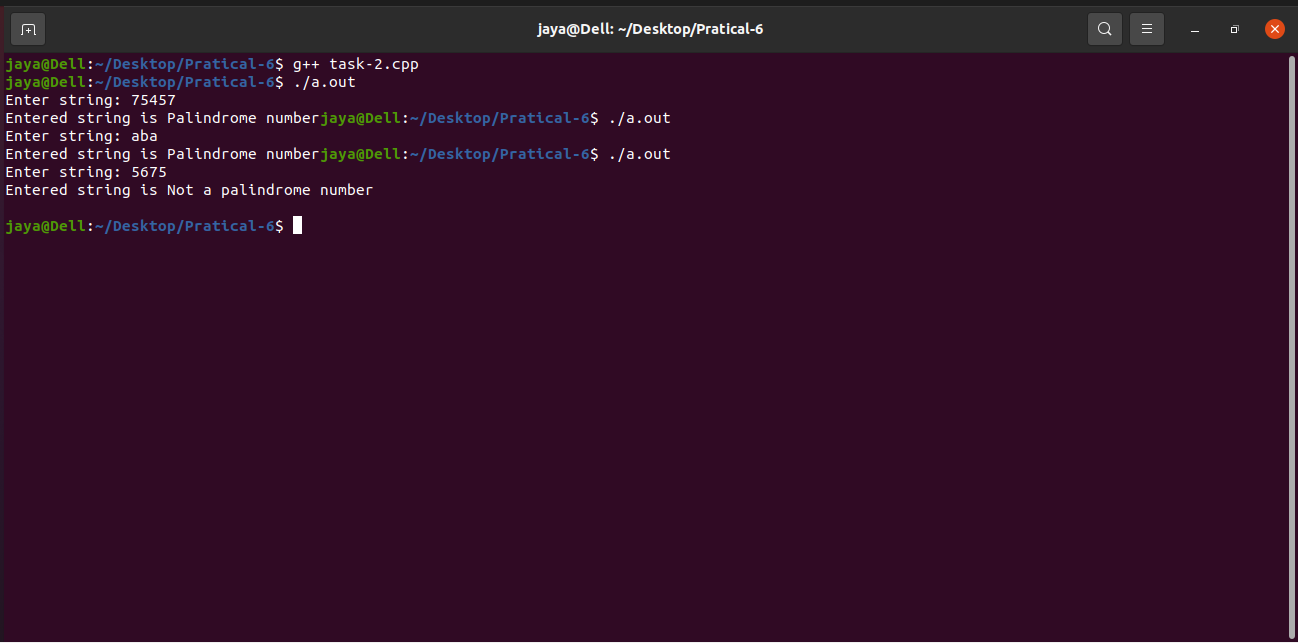 jaya@Dell: ~/Desktop/Pratical-6
jaya@Dell:~/Desktop/Pratical-6$ g++ task-2.cpp
jaya@Dell:~/Desktop/Pratical-6$ ./a.out
Enter string: 75457
Entered string is Palindrome numberjaya@Dell:~/Desktop/Pratical-6$ ./a.out
Enter string: aba
Entered string is Palindrome numberjaya@Dell:~/Desktop/Pratical-6$ ./a.out
Enter string: 5675
Entered string is Not a palindrome number
jaya@Dell:~/Desktop/Pratical-6$